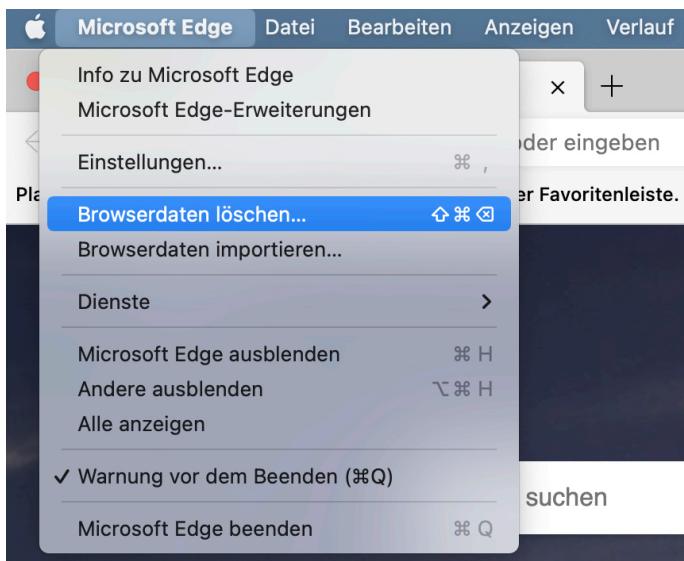 Microsoft Edge Datei Bearbeiten Anzeigen Verlauf
Info zu Microsoft Edge
Microsoft Edge-Erweiterungen
oder eingeben
Einstellungen... ⌘ ,
er Favoritenleiste.
Browserdaten löschen... ⇧⌘⌫
Browserdaten importieren...
Dienste
Microsoft Edge ausblenden ⌘ H
Andere ausblenden ⌥⌘ H
Alle anzeigen
✓ Warnung vor dem Beenden (⌘Q)
suchen
Microsoft Edge beenden ⌘ Q